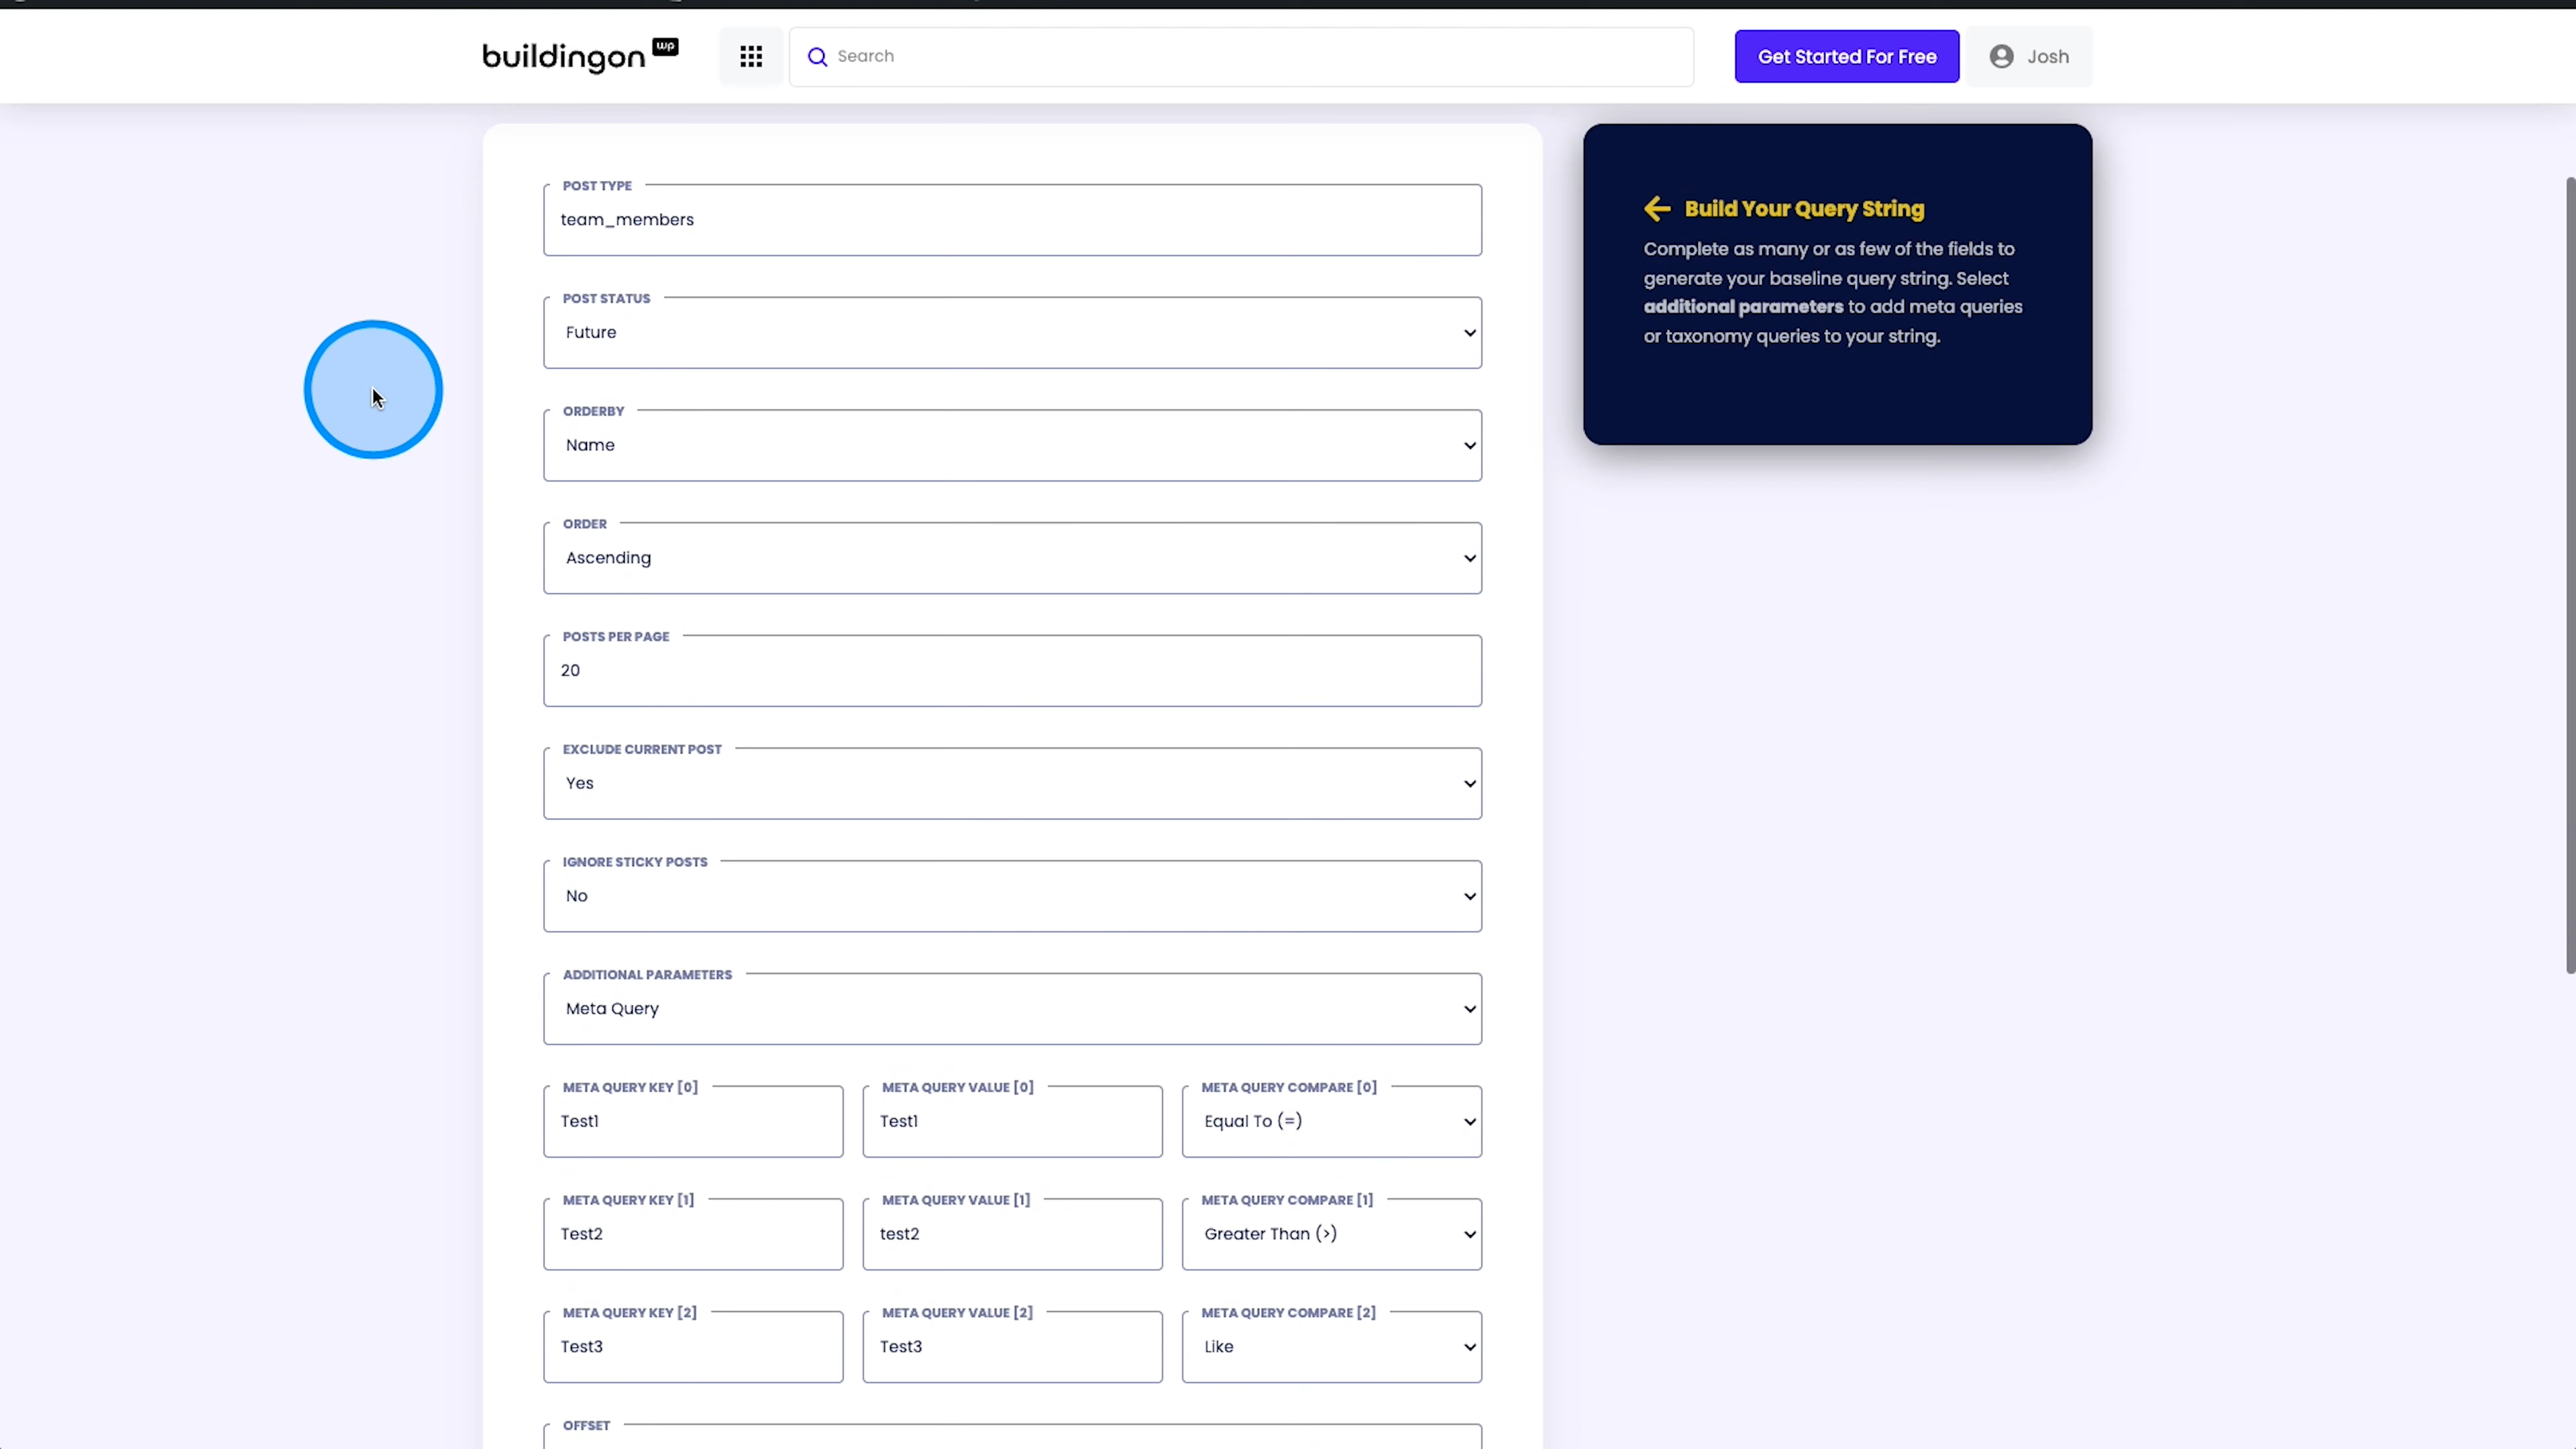 buildingon wp
Search
Get Started For Free
Josh
POST TYPE
team_members
POST STATUS
Future
ORDERBY
Name
ORDER
Ascending
POSTS PER PAGE
20
EXCLUDE CURRENT POST
Yes
IGNORE STICKY POSTS
No
ADDITIONAL PARAMETERS
Meta Query
META QUERY KEY [0] META QUERY VALUE [0] META QUERY COMPARE [0]
Test1 Test1 Equal To (=)
META QUERY KEY [1] META QUERY VALUE [1] META QUERY COMPARE [1]
Test2 test2 Greater Than (>)
META QUERY KEY [2] META QUERY VALUE [2] META QUERY COMPARE [2]
Test3 Test3 Like
OFFSET
Build Your Query String
Complete as many or as few of the fields to
generate your baseline query string. Select
additional parameters to add meta queries
or taxonomy queries to your string.